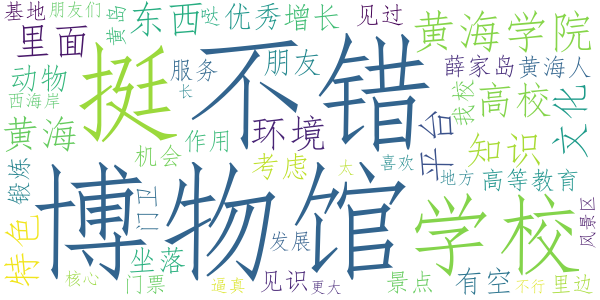 基地 朋友们 黄岛 东西 哒 优秀 增长 见过 黄海学院
里面 挺 不错
动物 服务 朋友 薛家岛 黄海人
西海岸 长 我校 高校 文化
黄海 作用 环境 平台
机会 考虑 大 喜欢 知识
锻炼 博物馆 门卫 地方 高等教育
特色 学校 风景区
坐落 发展
核心 门票 逼真 见识 更大 景点 有空 不行 里边